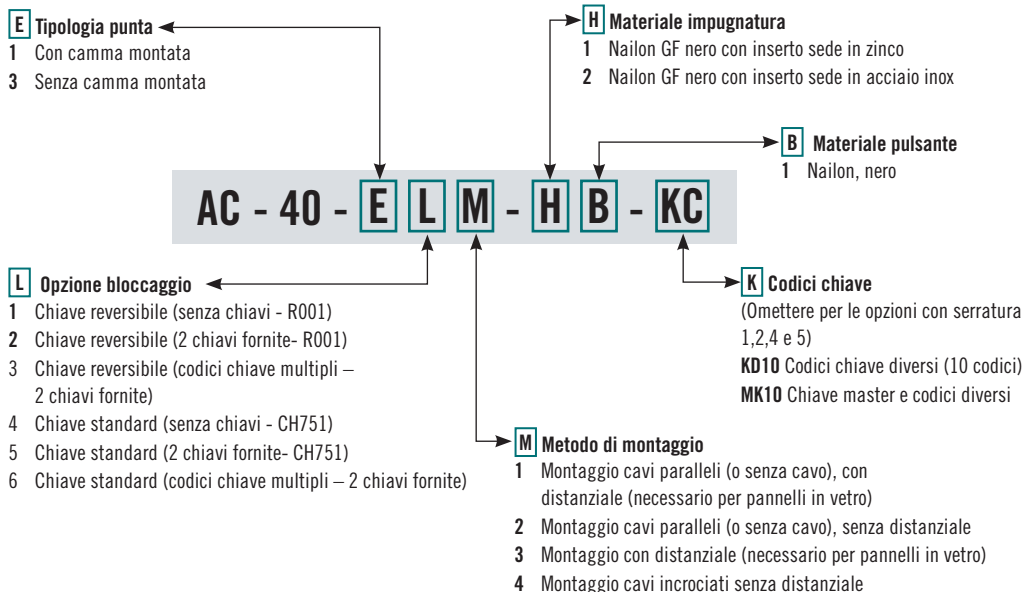 E Tipologia punta
1 Con camma montata
3 Senza camma montata
H Materiale impugnatura
1 Nailon GF nero con inserto sede in zinco
2 Nailon GF nero con inserto sede in acciaio inox
B Materiale pulsante
1 Nailon, nero
AC - 40 - E L M - H B - KC
L Opzione bloccaggio
1 Chiave reversibile (senza chiavi - R001)
2 Chiave reversibile (2 chiavi fornite- R001)
3 Chiave reversibile (codici chiave multipli –
2 chiavi fornite)
4 Chiave standard (senza chiavi - CH751)
5 Chiave standard (2 chiavi fornite- CH751)
6 Chiave standard (codici chiave multipli – 2 chiavi fornite)
K Codici chiave
(Omettere per le opzioni con serratura
1,2,4 e 5)
KD10 Codici chiave diversi (10 codici)
MK10 Chiave master e codici diversi
M Metodo di montaggio
1 Montaggio cavi paralleli (o senza cavo), con
distanziale (necessario per pannelli in vetro)
2 Montaggio cavi paralleli (o senza cavo), senza distanziale
3 Montaggio con distanziale (necessario per pannelli in vetro)
4 Montaggio cavi incrociati senza distanziale